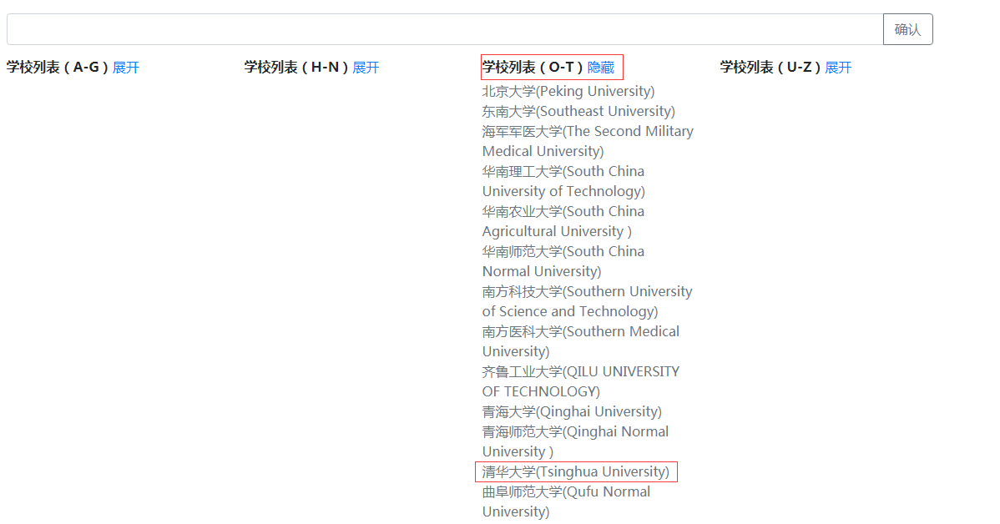 确认
学校列表（A-G）展开
学校列表（H-N）展开
学校列表（O-T）隐藏
北京大学(Peking University)
东南大学(Southeast University)
海军军医大学(The Second Military
Medical University)
华南理工大学(South China
University of Technology)
华南农业大学(South China
Agricultural University )
华南师范大学(South China
Normal University)
南方科技大学(Southern University
of Science and Technology)
南方医科大学(Southern Medical
University)
齐鲁工业大学(QILU UNIVERSITY
OF TECHNOLOGY)
青海大学(Qinghai University)
青海师范大学(Qinghai Normal
University )
清华大学(Tsinghua University)
曲阜师范大学(Qufu Normal
University)
学校列表（U-Z）展开